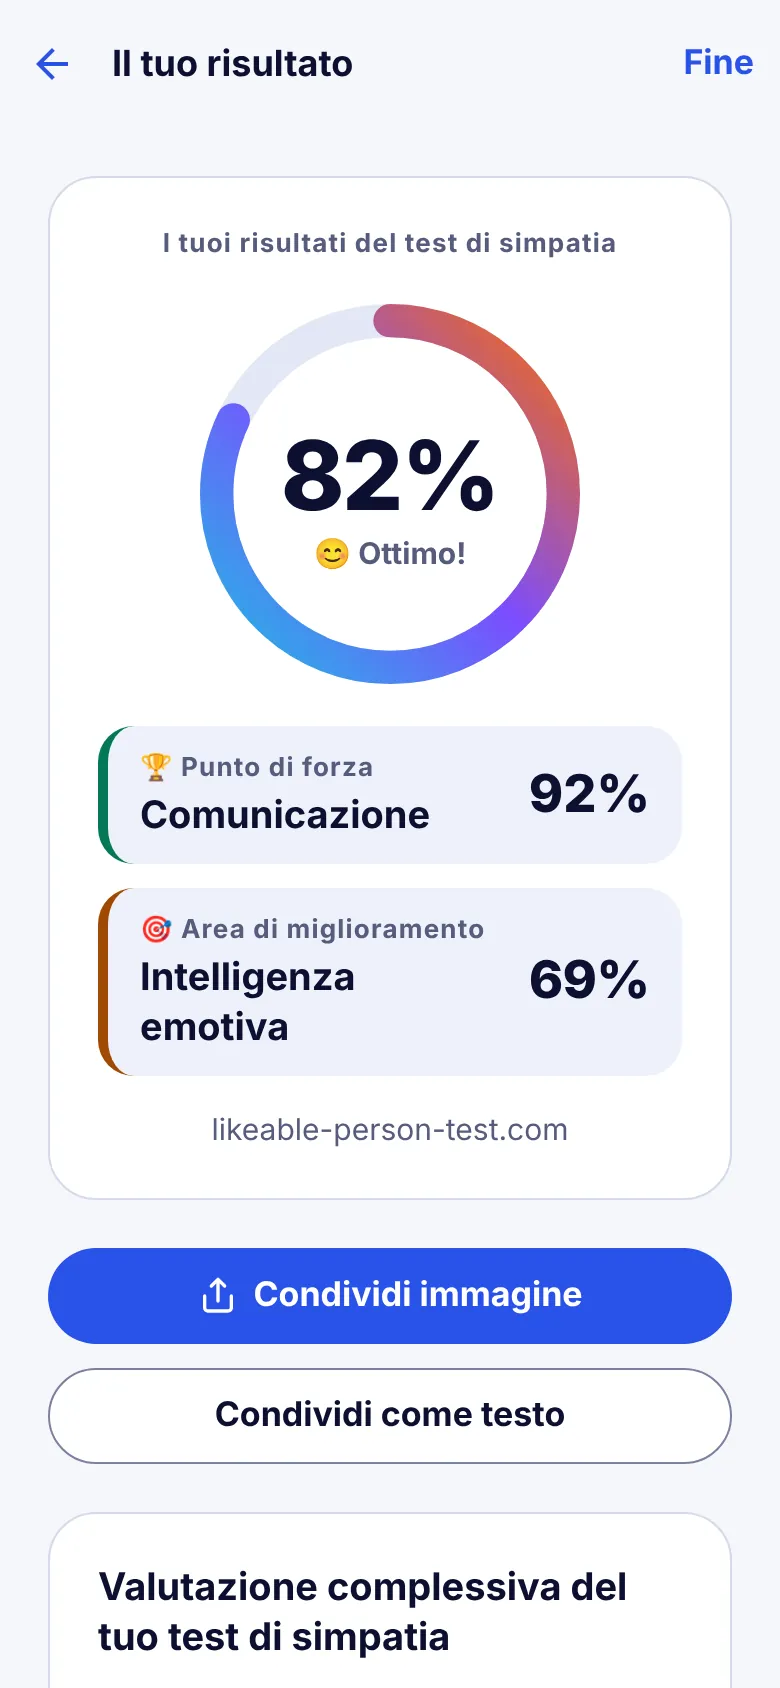 Il tuo risultato
Fine
I tuoi risultati del test di simpatia
82%
😊 Ottimo!
🏆 Punto di forza
Comunicazione
92%
🎯 Area di miglioramento
Intelligenza
emotiva
69%
likeable-person-test.com
Condividi immagine
Condividi come testo
Valutazione complessiva del
tuo test di simpatia